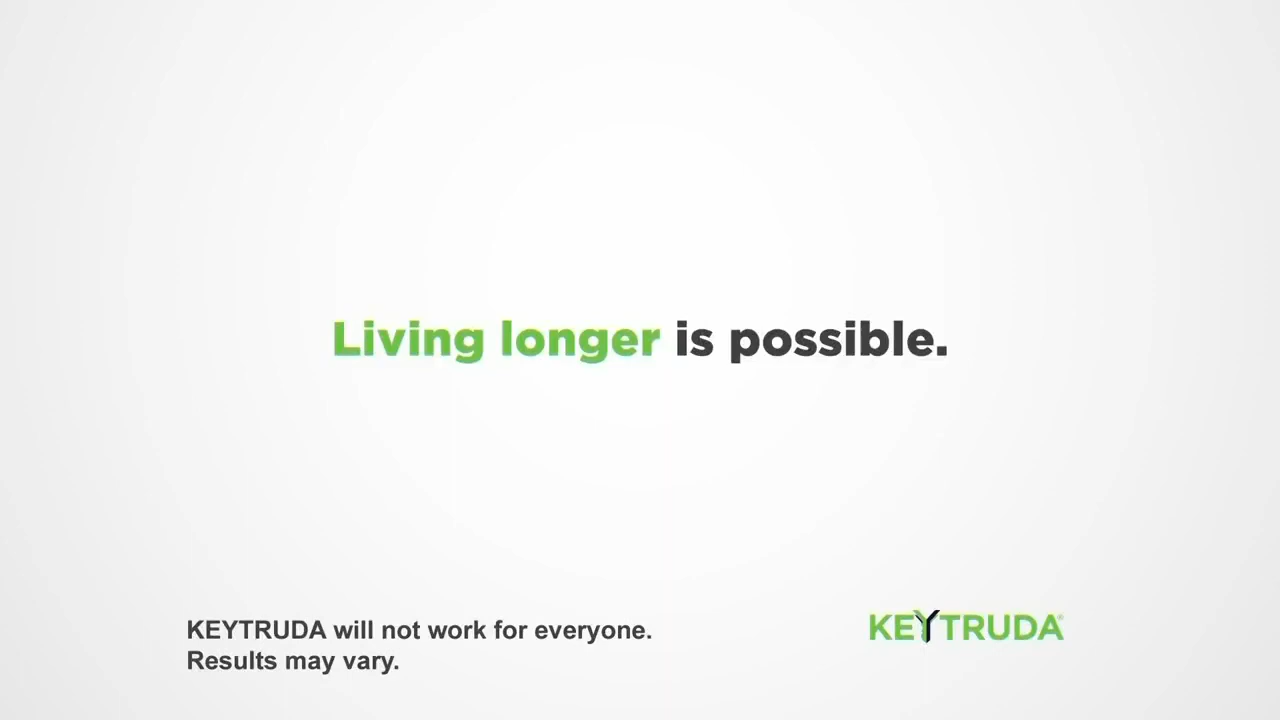 Living longer is possible.
KEYTRUDA will not work for everyone.
Results may vary.
KEYTRUDA®